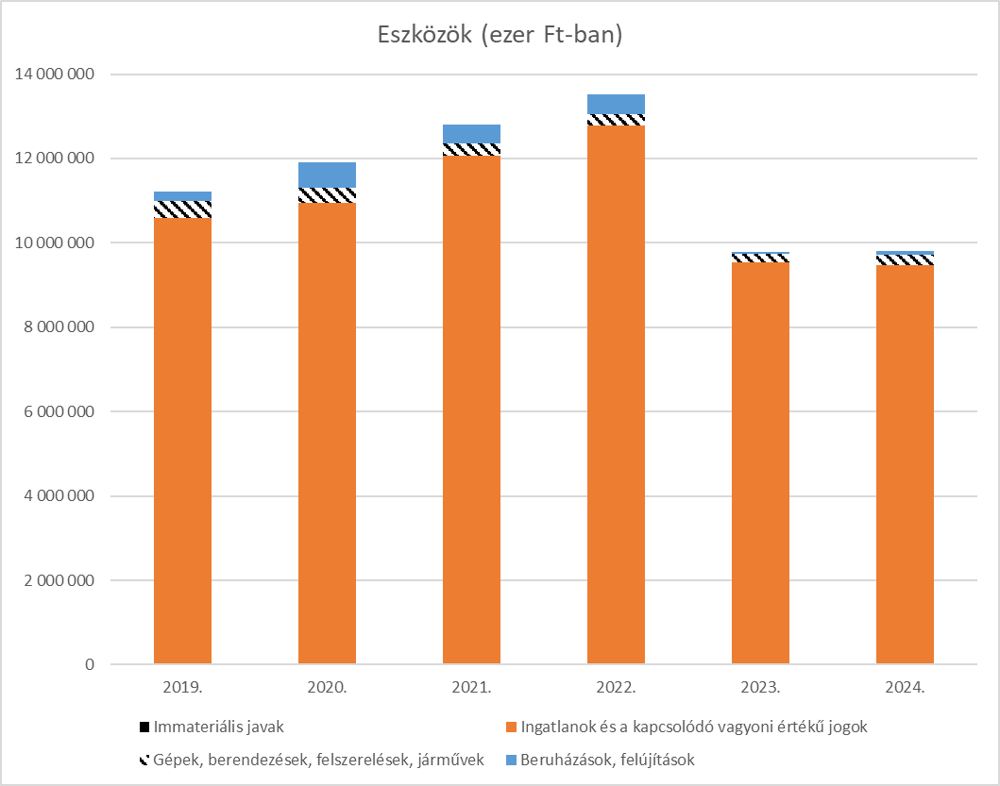 Eszközök (ezer Ft-ban)
14 000 000
12 000 000
10 000 000
8 000 000
6 000 000
4 000 000
2 000 000
0
2019. 2020. 2021. 2022. 2023. 2024.
Immateriális javak Ingatlanok és a kapcsolódó vagyoni értékű jogok
Gépek, berendezések, felszerelések, járművek Beruházások, felújítások